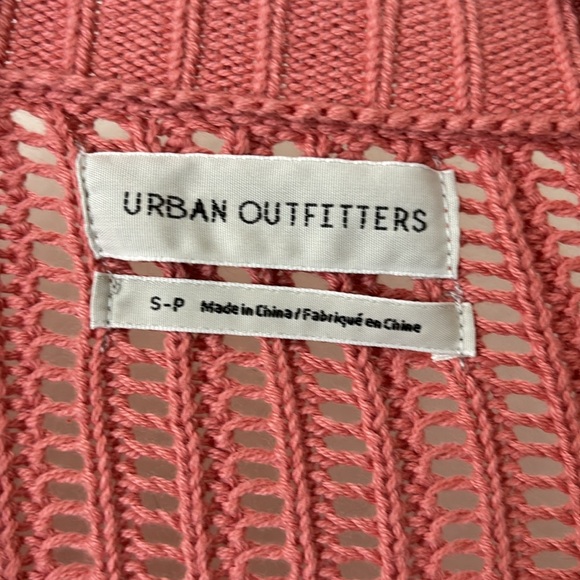 URBAN OUTFITTERS
S-P Made in China / Fabriqué en Chine